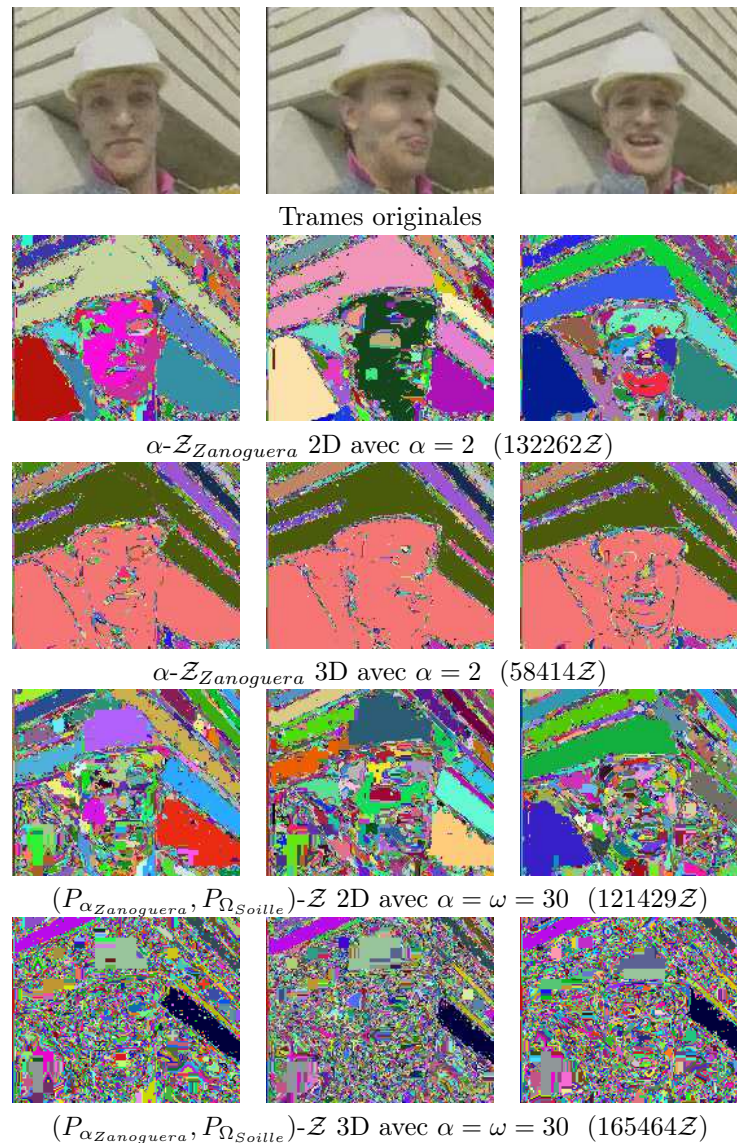 Trames originales
α-𝒵_{Zanoguera} 2D avec α = 2 (132262𝒵)
α-𝒵_{Zanoguera} 3D avec α = 2 (58414𝒵)
(P_{α_{Zanoguera}}, P_{Ω_{Soille}})-𝒵 2D avec α = ω = 30 (121429𝒵)
(P_{α_{Zanoguera}}, P_{Ω_{Soille}})-𝒵 3D avec α = ω = 30 (165464𝒵)